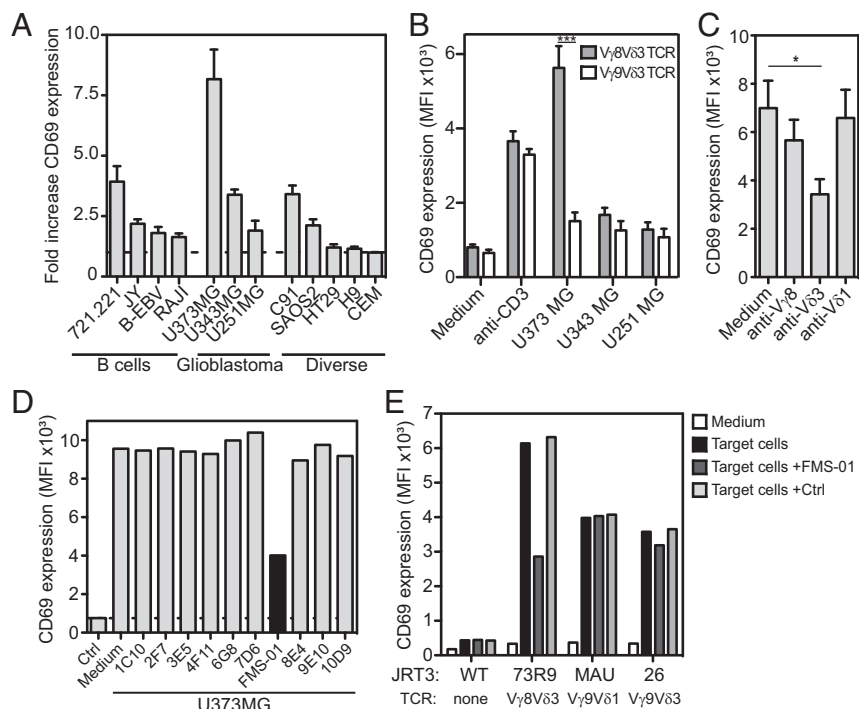 A
Fold increase CD69 expression
10.0
7.5
5.0
2.5
0
721.221
JY
B-EBV
RAJI
U373MG
U343MG
U251MG
C91
SAOS2
HT29
H9
CEM
B cells
Glioblastoma
Diverse
B
CD69 expression (MFI x10³)
6
4
2
0
***
Vγ8Vδ3 TCR
Vγ9Vδ3 TCR
Medium
anti-CD3
U373 MG
U343 MG
U251 MG
C
CD69 expression (MFI x10³)
10
8
6
4
2
0
*
Medium
anti-Vγ8
anti-Vδ3
anti-Vδ1
D
CD69 expression (MFI x10³)
10
8
6
4
2
0
Ctrl
Medium
1C10
2F7
3E5
4F11
6G8
7D6
FMS-01
8E4
9E10
10D9
U373MG
E
CD69 expression (MFI x10³)
7
6
5
4
3
2
1
0
Medium
Target cells
Target cells +FMS-01
Target cells +Ctrl
JRT3: WT 73R9 MAU 26
TCR: none Vγ8Vδ3 Vγ9Vδ1 Vγ9Vδ3